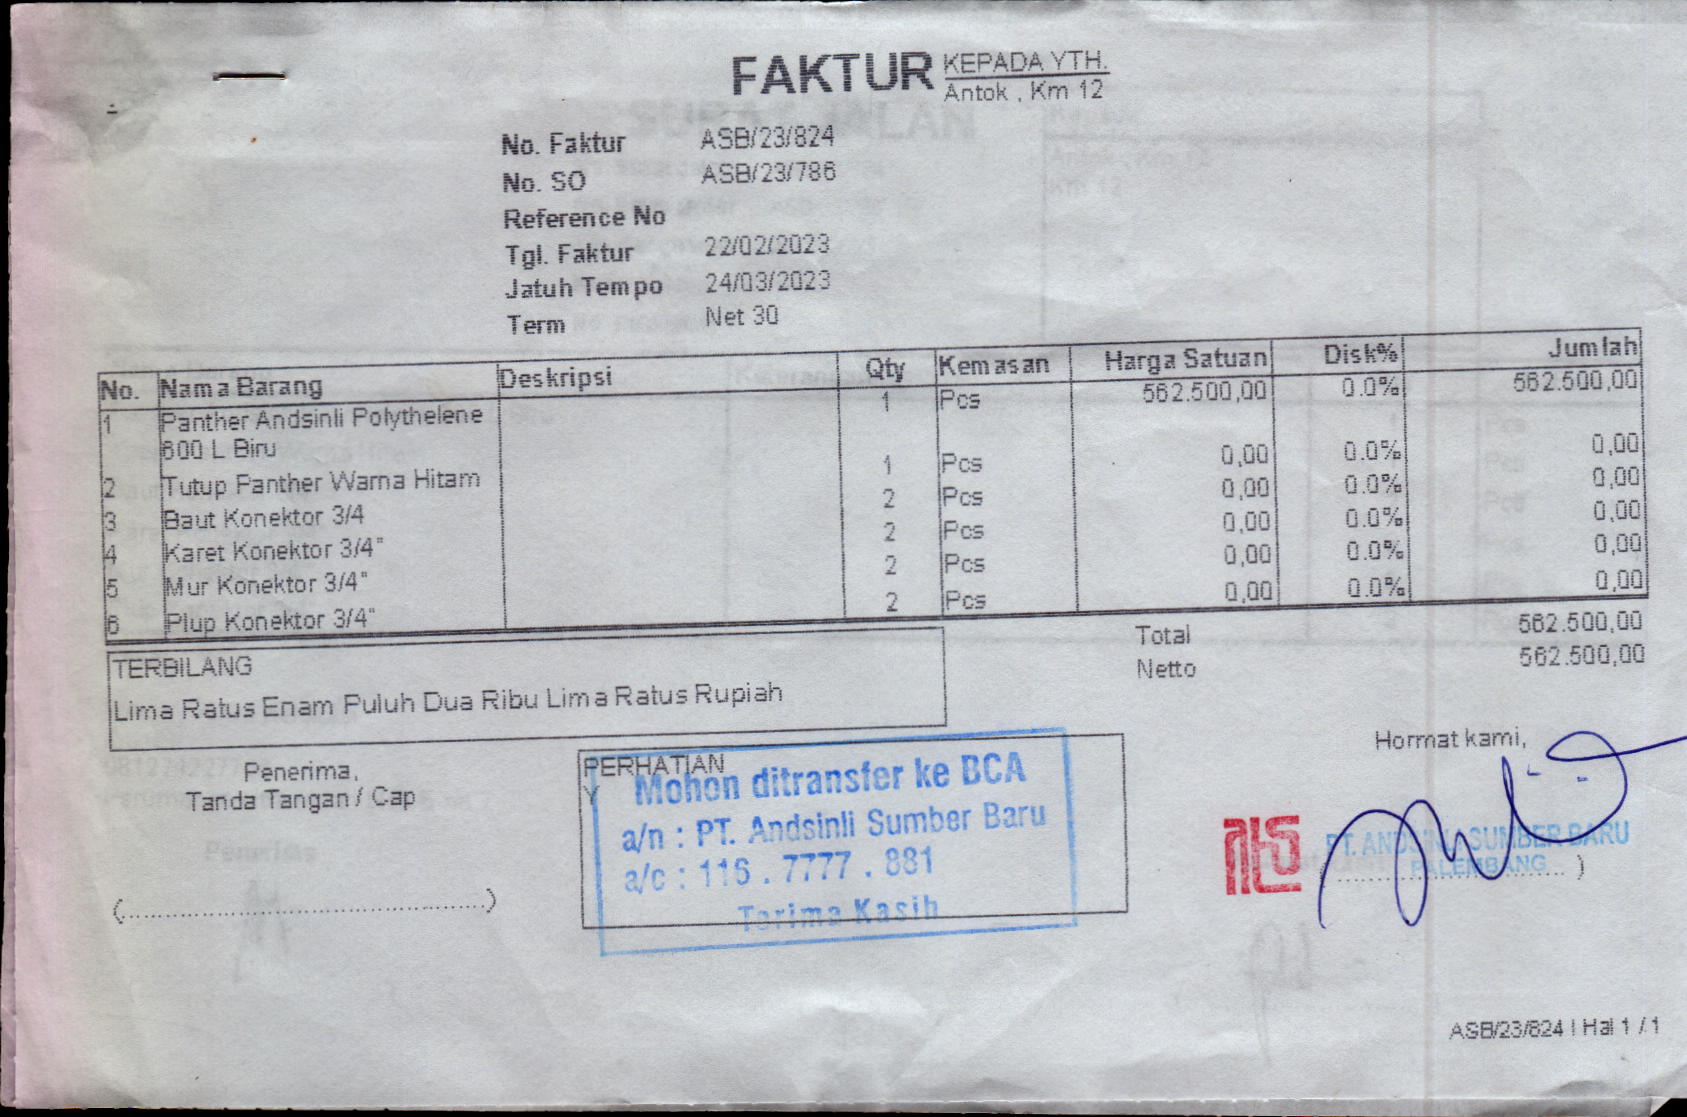 FAKTUR
KEPADA YTH.
Antok , Km 12
No. Faktur ASB/23/824
No. SO ASB/23/786
Reference No
Tgl. Faktur 22/02/2023
Jatuh Tempo 24/03/2023
Term Net 30
No. Nama Barang Deskripsi Qty Kemasan Harga Satuan Disk% Jumlah
1 Panther Andsinli Polythelene 1 Pcs 562.500,00 0.0% 562.500,00
600 L Biru
2 Tutup Panther Warna Hitam 1 Pcs 0,00 0.0% 0,00
3 Baut Konektor 3/4 2 Pcs 0,00 0.0% 0,00
4 Karet Konektor 3/4" 2 Pcs 0,00 0.0% 0,00
5 Mur Konektor 3/4" 2 Pcs 0,00 0.0% 0,00
6 Plup Konektor 3/4" 2 Pcs 0,00 0.0% 0,00
Total 562.500,00
Netto 562.500,00
TERBILANG
Lima Ratus Enam Puluh Dua Ribu Lima Ratus Rupiah
Penerima,
Tanda Tangan / Cap
(..................................................)
PERHATIAN
Y
Mohon ditransfer ke BCA
a/n : PT. Andsinli Sumber Baru
a/c : 116 . 7777 . 881
Terima Kasih
Hormat kami,
PT. ANDSINLI SUMBER BARU
PALEMBANG
ASB/23/824 | Hal 1 / 1